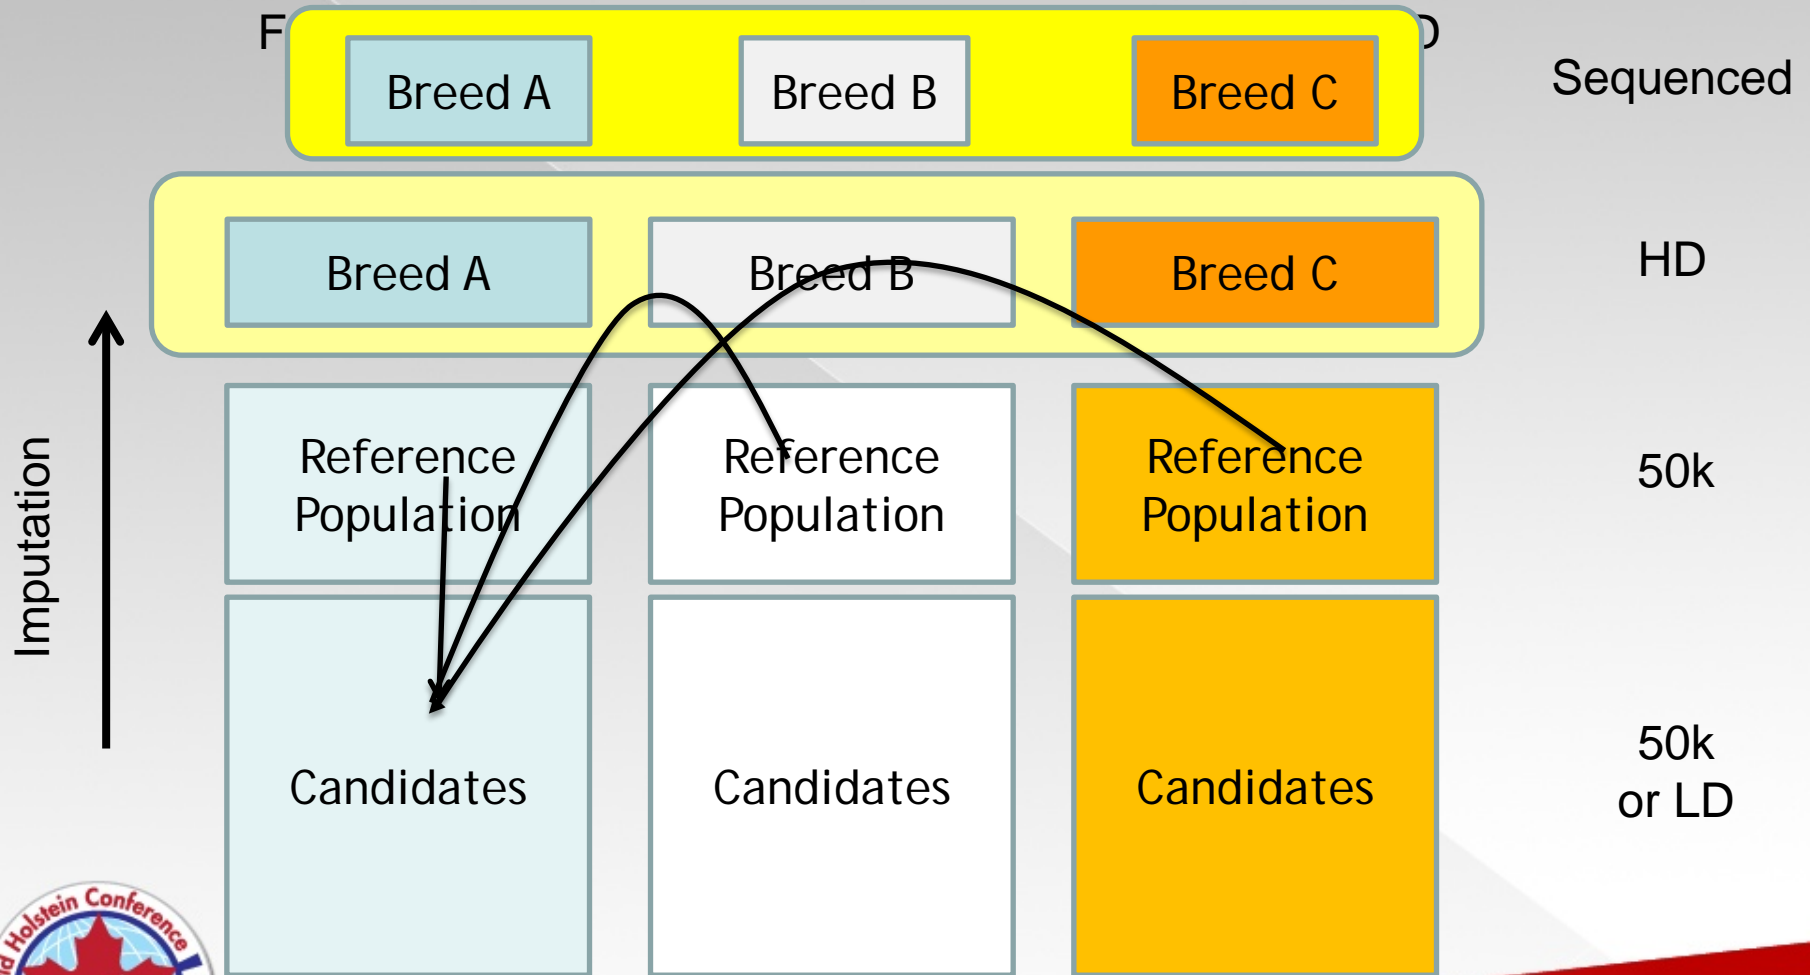 Breed A Breed B Breed C Sequenced
Breed A Breed B Breed C HD
Reference Reference Reference
Population Population Population
50k
Imputation
Candidates Candidates Candidates
50k
or LD
Holstein Conference